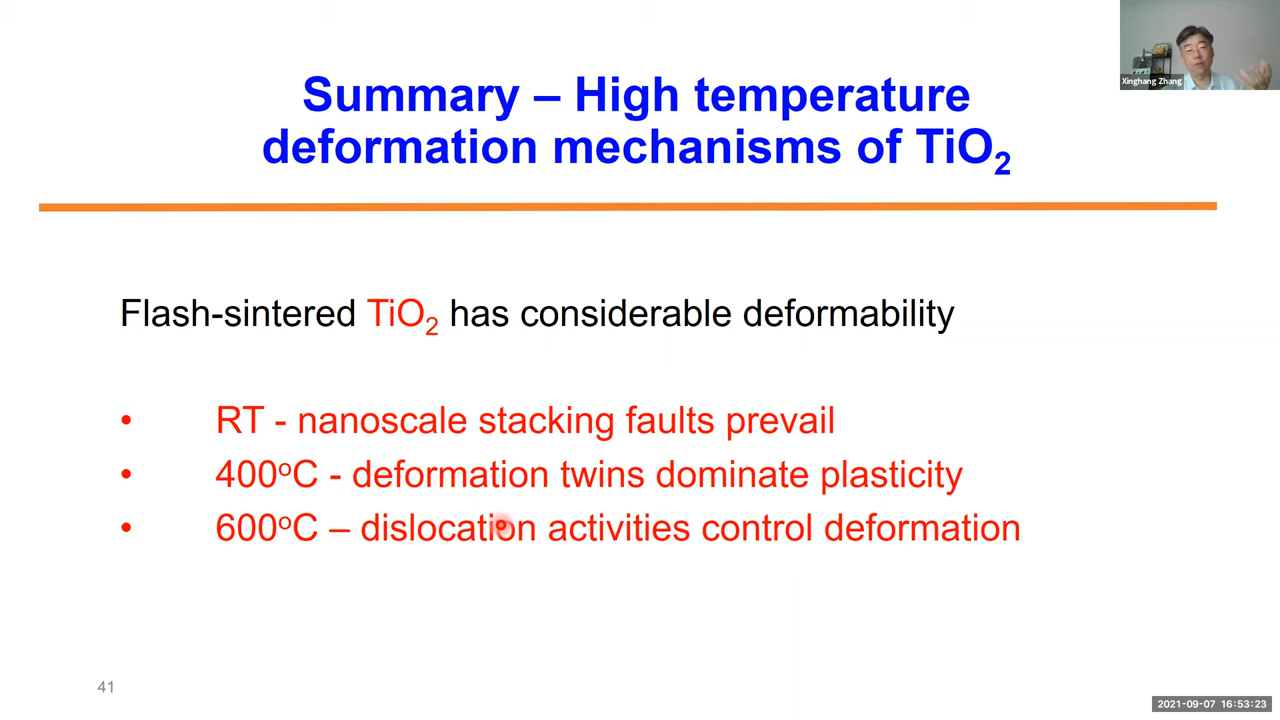 Xinghang Zhang
Summary – High temperature
deformation mechanisms of TiO₂
Flash-sintered TiO₂ has considerable deformability
• RT - nanoscale stacking faults prevail
• 400ºC - deformation twins dominate plasticity
• 600ºC – dislocation activities control deformation
41
2021-09-07 16:53:23